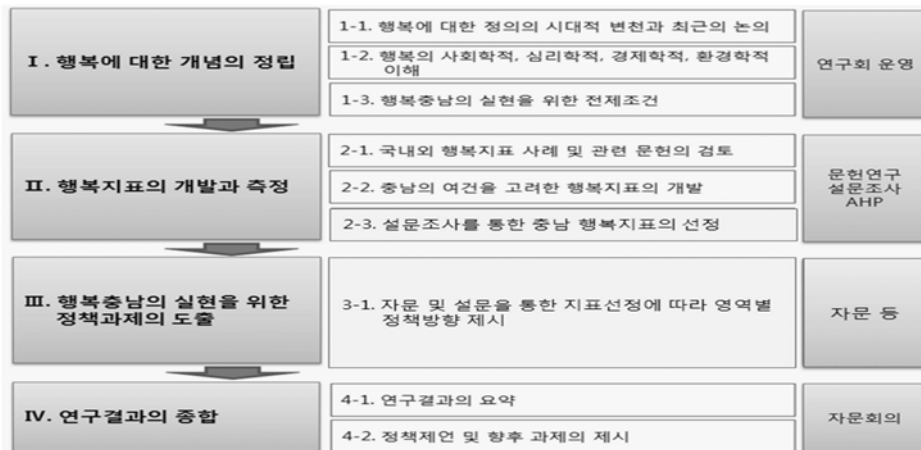 Ⅰ. 행복에 대한 개념의 정립
1-1. 행복에 대한 정의의 시대적 변천과 최근의 논의
1-2. 행복의 사회학적, 심리학적, 경제학적, 환경학적
이해
1-3. 행복충남의 실현을 위한 전제조건
연구회 운영
Ⅱ. 행복지표의 개발과 측정
2-1. 국내외 행복지표 사례 및 관련 문헌의 검토
2-2. 충남의 여건을 고려한 행복지표의 개발
2-3. 설문조사를 통한 충남 행복지표의 선정
문헌연구
설문조사
AHP
Ⅲ. 행복충남의 실현을 위한
정책과제의 도출
3-1. 자문 및 설문을 통한 지표선정에 따라 영역별
정책방향 제시
자문 등
Ⅳ. 연구결과의 종합
4-1. 연구결과의 요약
4-2. 정책제언 및 향후 과제의 제시
자문회의